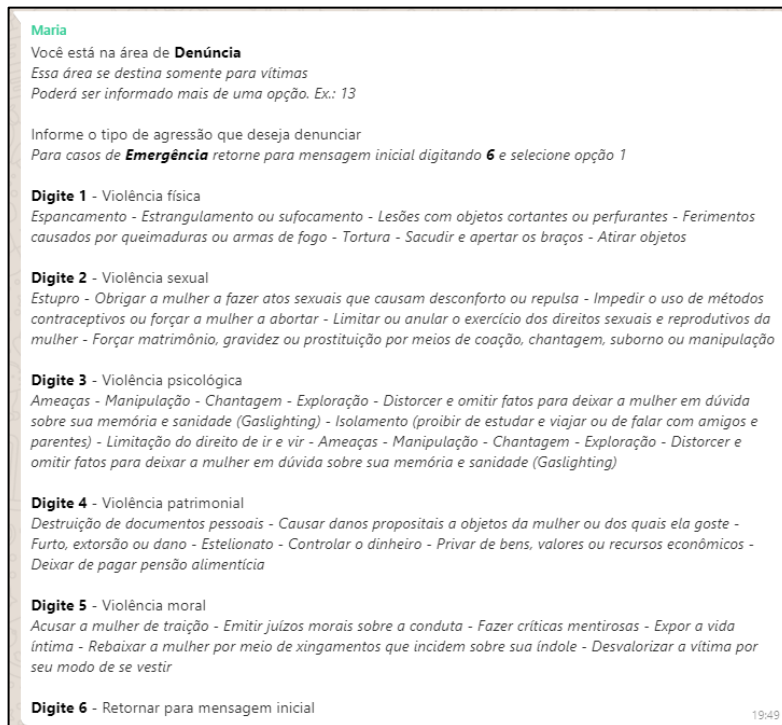 Maria
Você está na área de Denúncia
Essa área se destina somente para vítimas
Poderá ser informado mais de uma opção. Ex.: 13
Informe o tipo de agressão que deseja denunciar
Para casos de Emergência retorne para mensagem inicial digitando 6 e selecione opção 1
Digite 1 - Violência física
Espancamento - Estrangulamento ou sufocamento - Lesões com objetos cortantes ou perfurantes - Ferimentos
causados por queimaduras ou armas de fogo - Tortura - Sacudir e apertar os braços - Atirar objetos
Digite 2 - Violência sexual
Estupro - Obrigar a mulher a fazer atos sexuais que causam desconforto ou repulsa - Impedir o uso de métodos
contraceptivos ou forçar a mulher a abortar - Limitar ou anular o exercício dos direitos sexuais e reprodutivos da
mulher - Forçar matrimônio, gravidez ou prostituição por meios de coação, chantagem, suborno ou manipulação
Digite 3 - Violência psicológica
Ameaças - Manipulação - Chantagem - Exploração - Distorcer e omitir fatos para deixar a mulher em dúvida
sobre sua memória e sanidade (Gaslighting) - Isolamento (proibir de estudar e viajar ou de falar com amigos e
parentes) - Limitação do direito de ir e vir - Ameaças - Manipulação - Chantagem - Exploração - Distorcer e
omitir fatos para deixar a mulher em dúvida sobre sua memória e sanidade (Gaslighting)
Digite 4 - Violência patrimonial
Destruição de documentos pessoais - Causar danos propositais a objetos da mulher ou dos quais ela goste -
Furto, extorsão ou dano - Estelionato - Controlar o dinheiro - Privar de bens, valores ou recursos econômicos -
Deixar de pagar pensão alimentícia
Digite 5 - Violência moral
Acusar a mulher de traição - Emitir juízos morais sobre a conduta - Fazer críticas mentirosas - Expor a vida
íntima - Rebaixar a mulher por meio de xingamentos que incidem sobre sua índole - Desvalorizar a vítima por
seu modo de se vestir
Digite 6 - Retornar para mensagem inicial
19:49